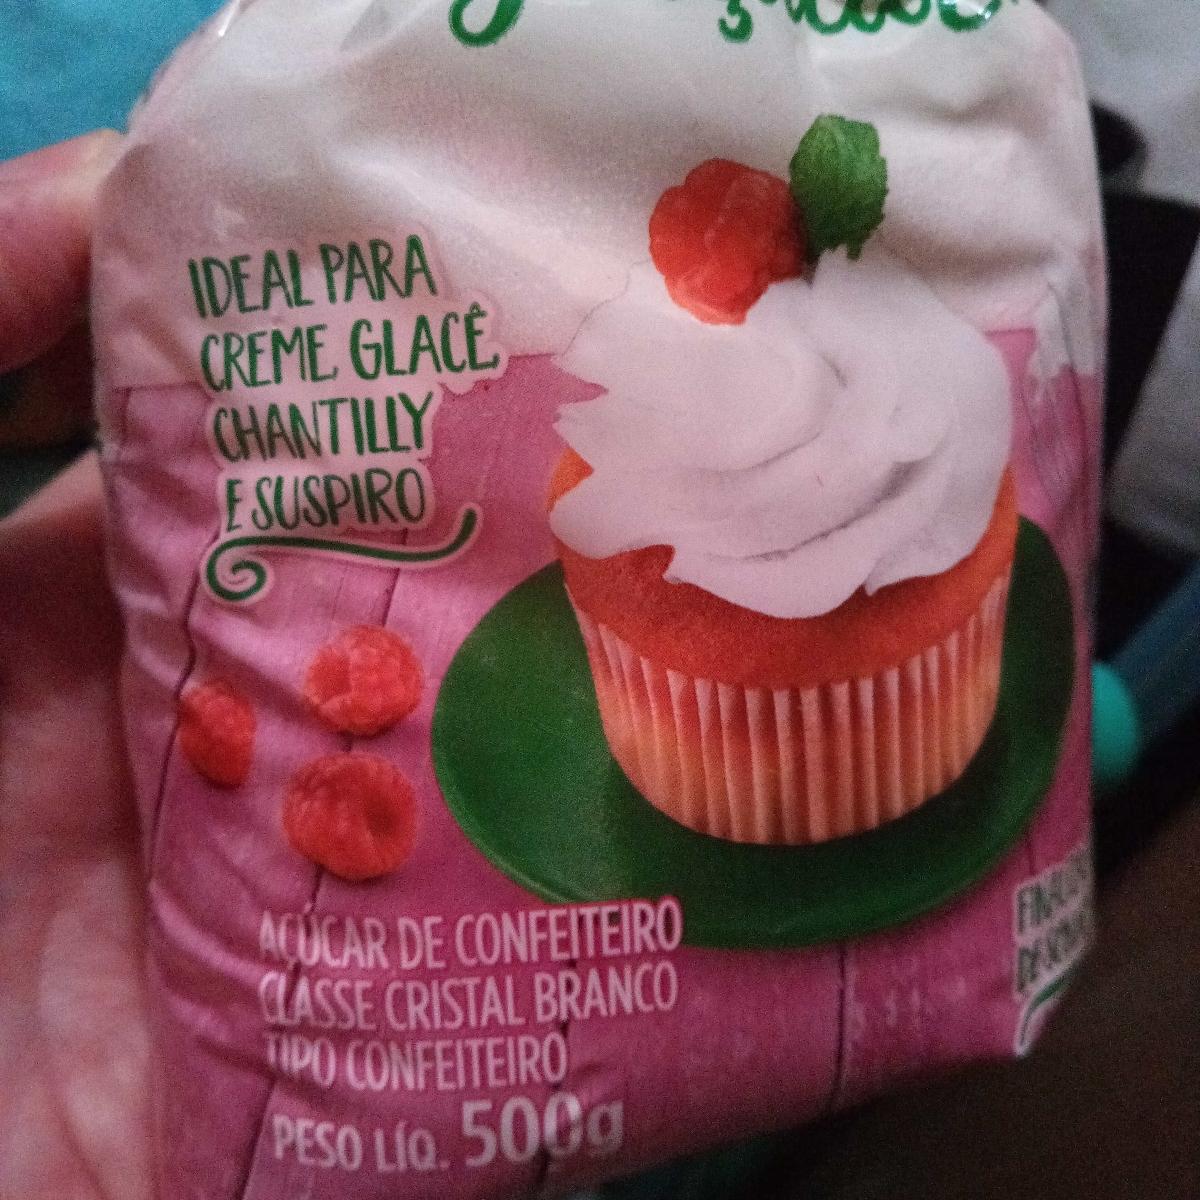 IDEAL PARA
CREME, GLACÊ,
CHANTILLY
E SUSPIRO
AÇÚCAR DE CONFEITEIRO
CLASSE CRISTAL BRANCO
TIPO CONFEITEIRO
PESO LÍQ. 500g